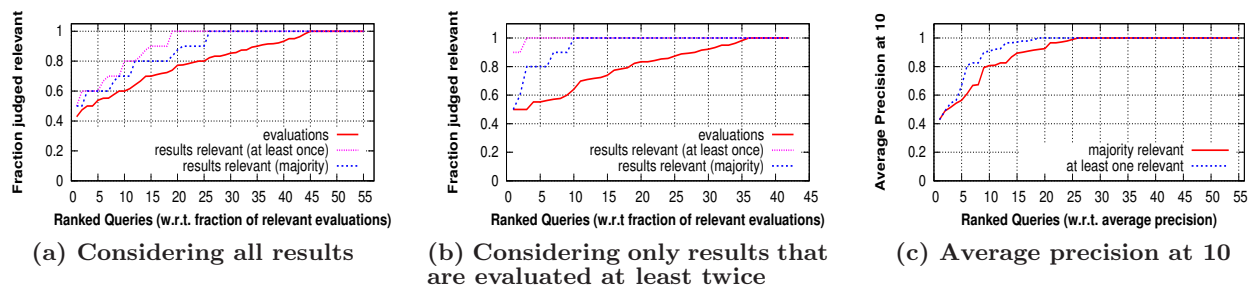 Fraction judged relevant
1
0.8
0.6
0.4
0.2
0
evaluations
results relevant (at least once)
results relevant (majority)
0 5 10 15 20 25 30 35 40 45 50 55
Ranked Queries (w.r.t. fraction of relevant evaluations)
(a) Considering all results
Fraction judged relevant
1
0.8
0.6
0.4
0.2
0
evaluations
results relevant (at least once)
results relevant (majority)
0 5 10 15 20 25 30 35 40 45
Ranked Queries (w.r.t fraction of relevant evaluations)
(b) Considering only results that
are evaluated at least twice
Average Precision at 10
1
0.8
0.6
0.4
0.2
0
majority relevant
at least one relevant
0 5 10 15 20 25 30 35 40 45 50 55
Ranked Queries (w.r.t. average precision)
(c) Average precision at 10